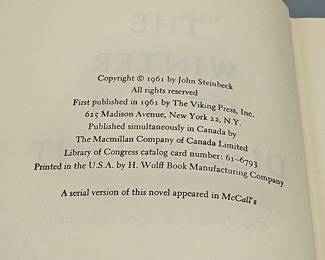 Copyright © 1961 by John Steinbeck
All rights reserved
First published in 1961 by The Viking Press, Inc.
625 Madison Avenue, New York 22, N.Y.
Published simultaneously in Canada by
The Macmillan Company of Canada Limited
Library of Congress catalog card number: 61-6793
Printed in the U.S.A. by H. Wolff Book Manufacturing Company
A serial version of this novel appeared in McCall's